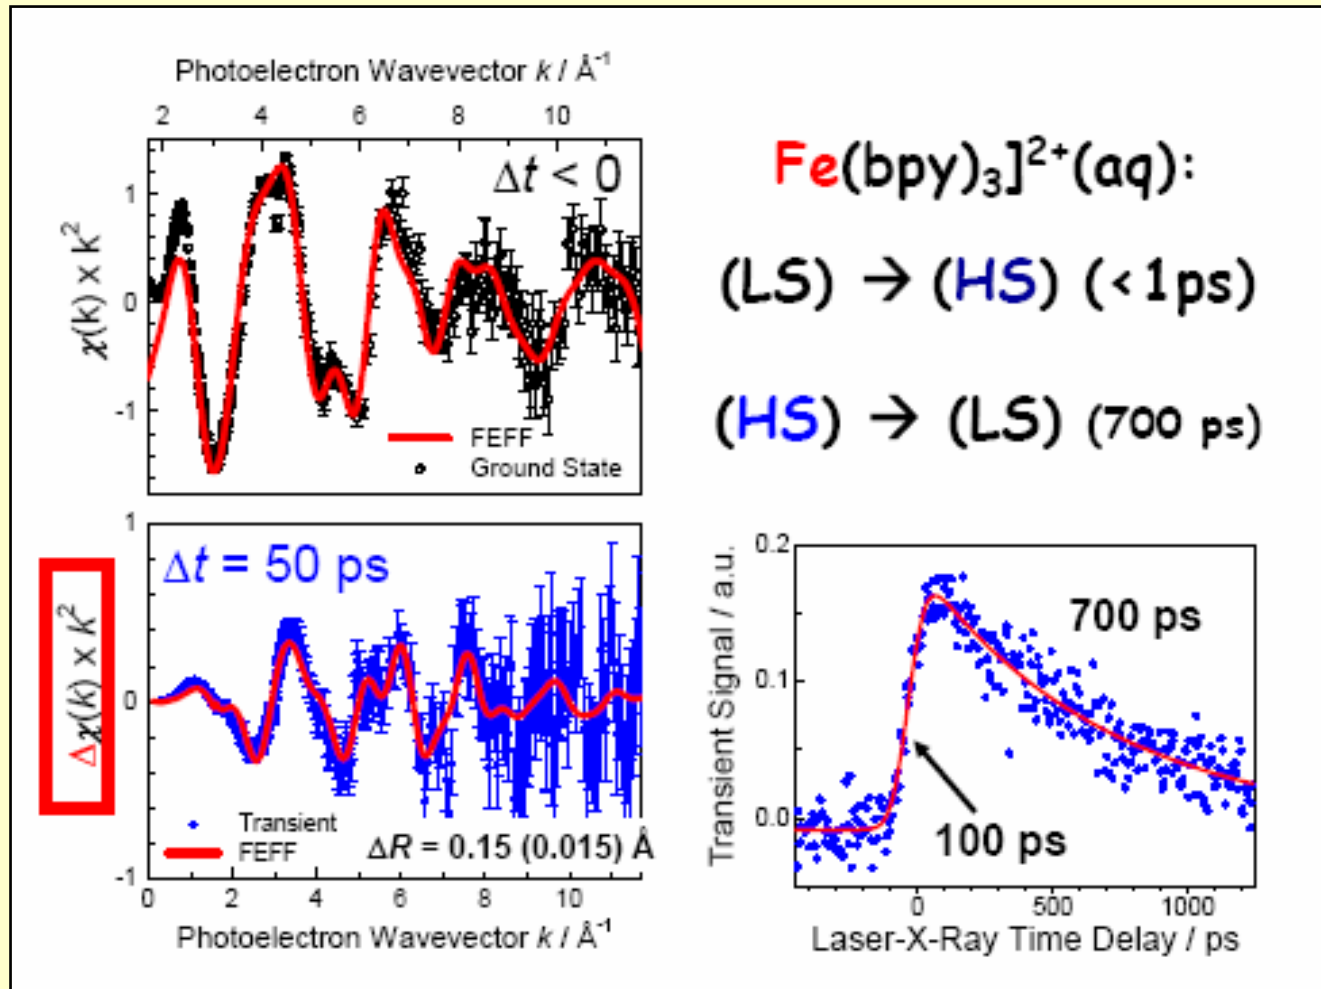 Photoelectron Wavevector k / Å⁻¹
2 4 6 8 10
Δt < 0
χ(k) x k²
1
0
-1
FEFF
Ground State
Fe(bpy)₃]²⁺(aq):
(LS) → (HS) (<1ps)
(HS) → (LS) (700 ps)
Δt = 50 ps
Δχ(k) x k²
1
0
-1
Transient
FEFF
ΔR = 0.15 (0.015) Å
0 2 4 6 8 10
Photoelectron Wavevector k / Å⁻¹
Transient Signal / a.u.
0.2
0.1
0.0
700 ps
100 ps
0 500 1000
Laser-X-Ray Time Delay / ps